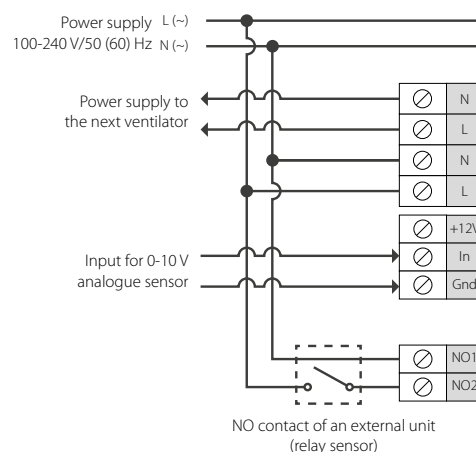 Power supply L (~)
100-240 V/50 (60) Hz N (~)
Power supply to
the next ventilator
N
L
N
L
+12V
Input for 0-10 V
analogue sensor
In
Gnd
NO1
NO2
NO contact of an external unit
(relay sensor)